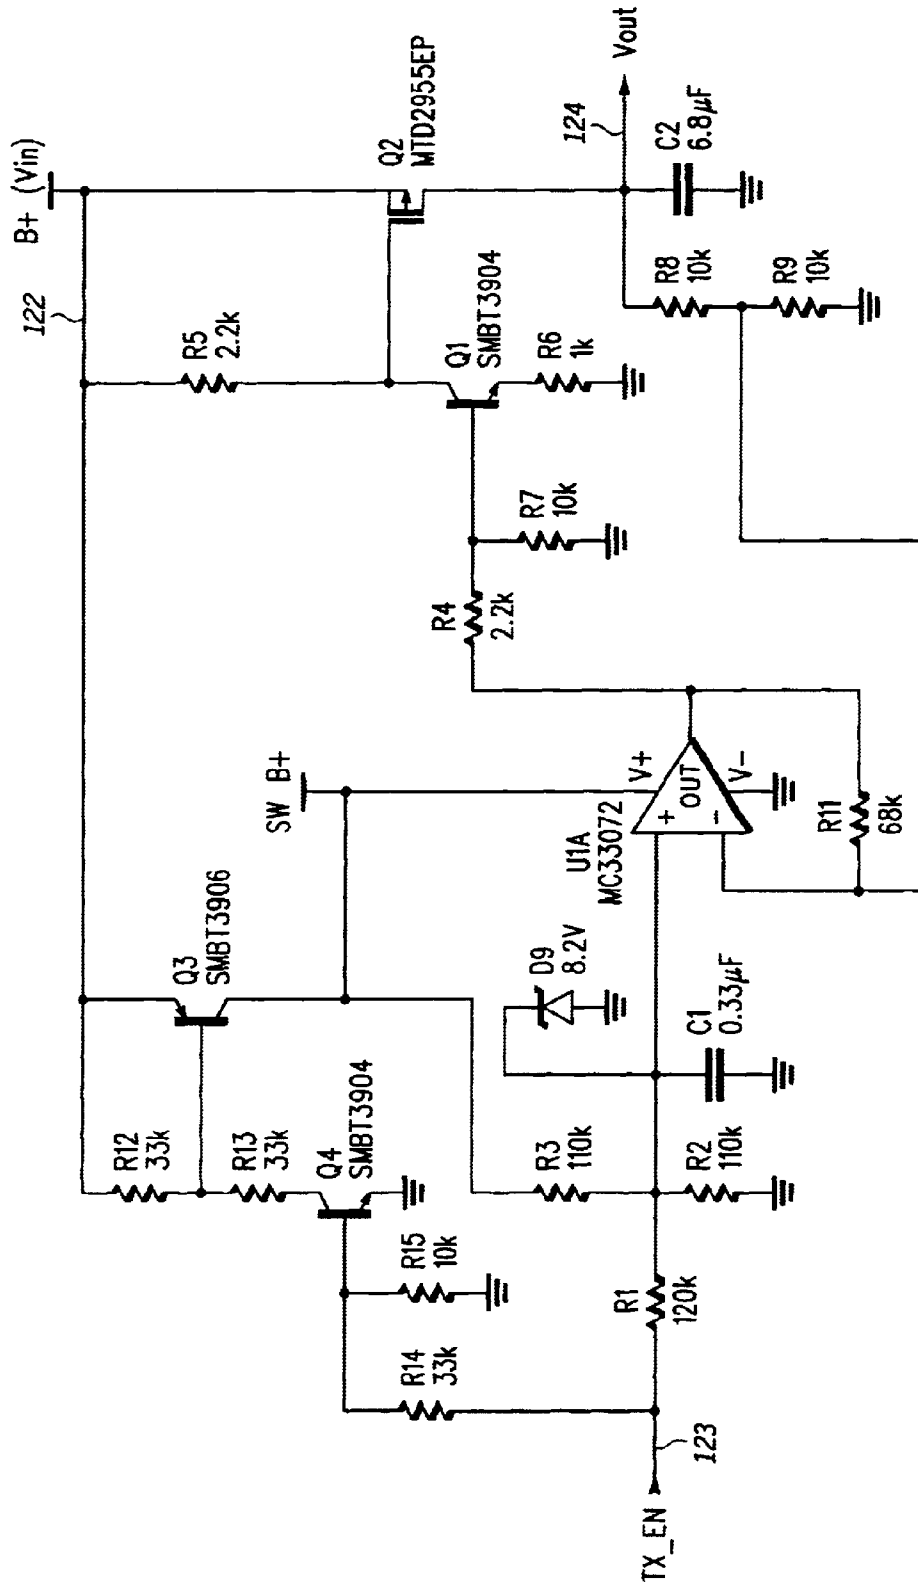 B+ (Vin)
122
R5
2.2k
Q2
MTD2955EP
124
Vout
C2
6.8µF
Q1
SMBT3904
R6
1k
R8
10k
R9
10k
R4
2.2k
R7
10k
SW B+
Q3
SMBT3906
U1A
MC33072
V+
+
OUT
-
V-
R11
68k
D9
8.2V
C1
0.33µF
R12
33k
R13
33k
Q4
SMBT3904
R3
110k
R2
110k
R15
10k
R14
33k
R1
120k
123
TX_EN